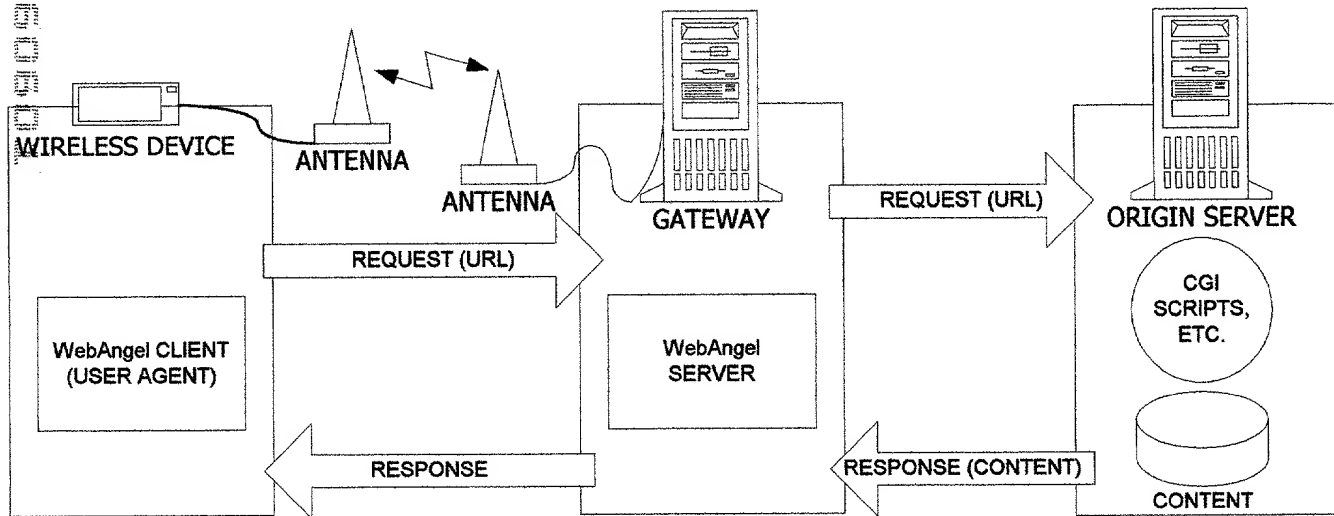 WIRELESS DEVICE
ANTENNA
ANTENNA
GATEWAY
REQUEST (URL)
ORIGIN SERVER
REQUEST (URL)
CGI
SCRIPTS,
ETC.
WebAngel CLIENT
(USER AGENT)
WebAngel
SERVER
RESPONSE
RESPONSE (CONTENT)
CONTENT